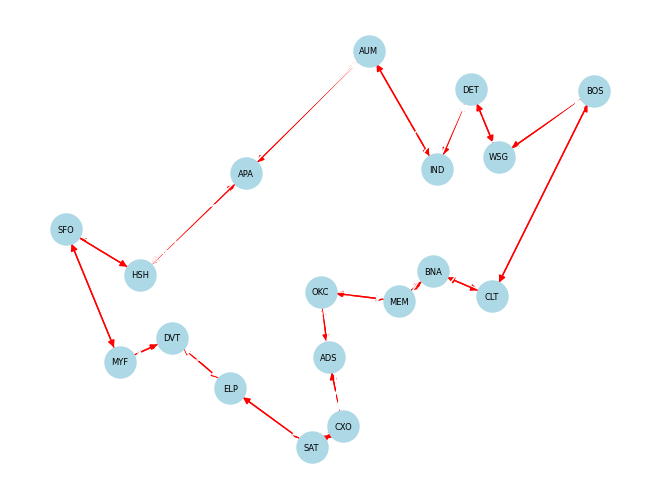 AUM
DET
BOS
WSG
IND
APA
SFO
HSH
BNA
OKC
MEM
CLT
DVT
ADS
MYF
ELP
CXO
SAT